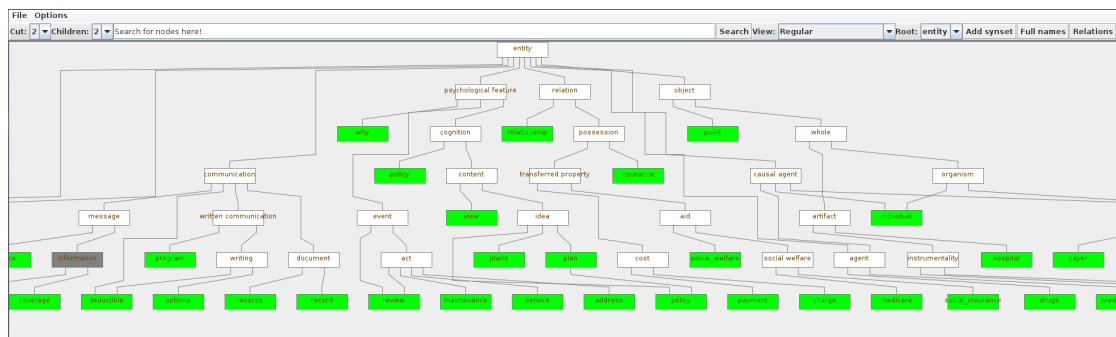 File Options
Cut: 2 Children: 2 Search for nodes here! Search View: Regular Root: entity Add synset Full names Relations
entity
psychological feature relation object
why cognition relationship possession point whole
communication policy content transferred property insurance causal agent organism
message written communication event view idea aid individual artifact
ce information program writing document act plans plan cost social_welfare social welfare agent instrumentality hospital payer
coverage deductible options records record review maintenance service address policy payment charge medicare social_insurance drugs pres